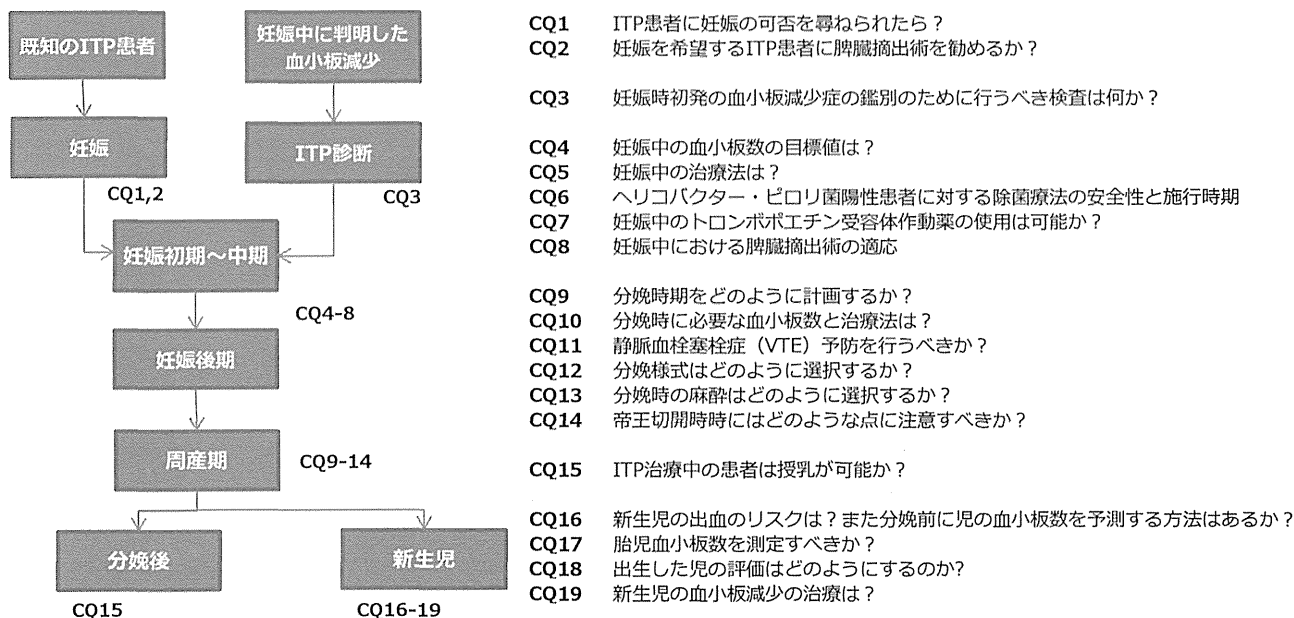 既知のITP患者
妊娠中に判明した
血小板減少
妊娠
ITP診断
CQ1,2
CQ3
妊娠初期～中期
CQ4-8
妊娠後期
周産期
CQ9-14
分娩後
新生児
CQ15
CQ16-19
CQ1 ITP患者に妊娠の可否を尋ねられたら？
CQ2 妊娠を希望するITP患者に脾臓摘出術を勧めるか？
CQ3 妊娠時初発の血小板減少症の鑑別のために行うべき検査は何か？
CQ4 妊娠中の血小板数の目標値は？
CQ5 妊娠中の治療法は？
CQ6 ヘリコバクター・ピロリ菌陽性患者に対する除菌療法の安全性と施行時期
CQ7 妊娠中のトロンボポエチン受容体作動薬の使用は可能か？
CQ8 妊娠中における脾臓摘出術の適応
CQ9 分娩時期をどのように計画するか？
CQ10 分娩時に必要な血小板数と治療法は？
CQ11 静脈血栓塞栓症（VTE）予防を行うべきか？
CQ12 分娩様式はどのように選択するか？
CQ13 分娩時の麻酔はどのように選択するか？
CQ14 帝王切開時時にはどのような点に注意すべきか？
CQ15 ITP治療中の患者は授乳が可能か？
CQ16 新生児の出血のリスクは？また分娩前に児の血小板数を予測する方法はあるか？
CQ17 胎児血小板数を測定すべきか？
CQ18 出生した児の評価はどのようにするのか?
CQ19 新生児の血小板減少の治療は？